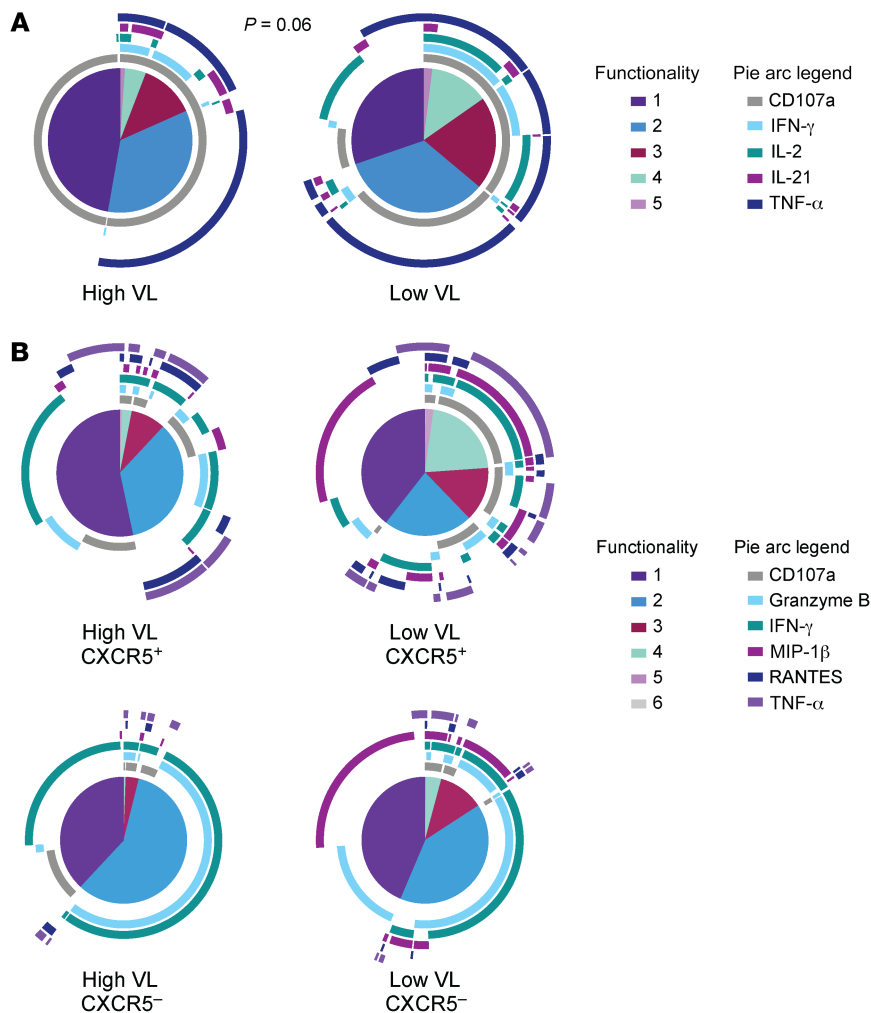 A
P = 0.06
Functionality
Pie arc legend
1
CD107a
2
IFN-γ
3
IL-2
4
IL-21
5
TNF-α
High VL
Low VL
B
High VL
CXCR5⁺
Low VL
CXCR5⁺
Functionality
Pie arc legend
1
CD107a
2
Granzyme B
3
IFN-γ
4
MIP-1β
5
RANTES
6
TNF-α
High VL
CXCR5⁻
Low VL
CXCR5⁻